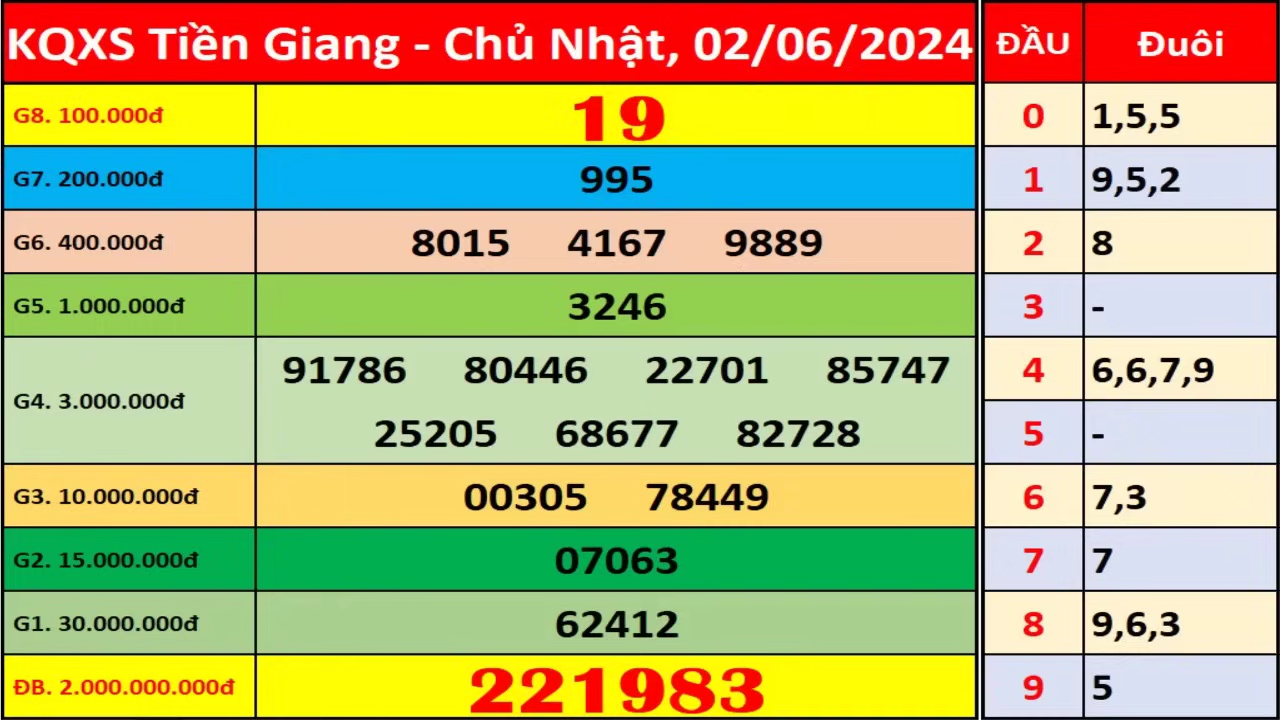 KQXS Tiền Giang - Chủ Nhật, 02/06/2024 ĐẦU Đuôi
G8. 100.000đ 19 0 1,5,5
G7. 200.000đ 995 1 9,5,2
G6. 400.000đ 8015 4167 9889 2 8
G5. 1.000.000đ 3246 3 -
G4. 3.000.000đ 91786 80446 22701 85747 4 6,6,7,9
25205 68677 82728 5 -
G3. 10.000.000đ 00305 78449 6 7,3
G2. 15.000.000đ 07063 7 7
G1. 30.000.000đ 62412 8 9,6,3
ĐB. 2.000.000.000đ 221983 9 5